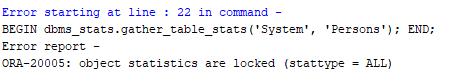 Error starting at line : 22 in command -
BEGIN dbms_stats.gather_table_stats('System', 'Persons'); END;
Error report -
ORA-20005: object statistics are locked (stattype = ALL)